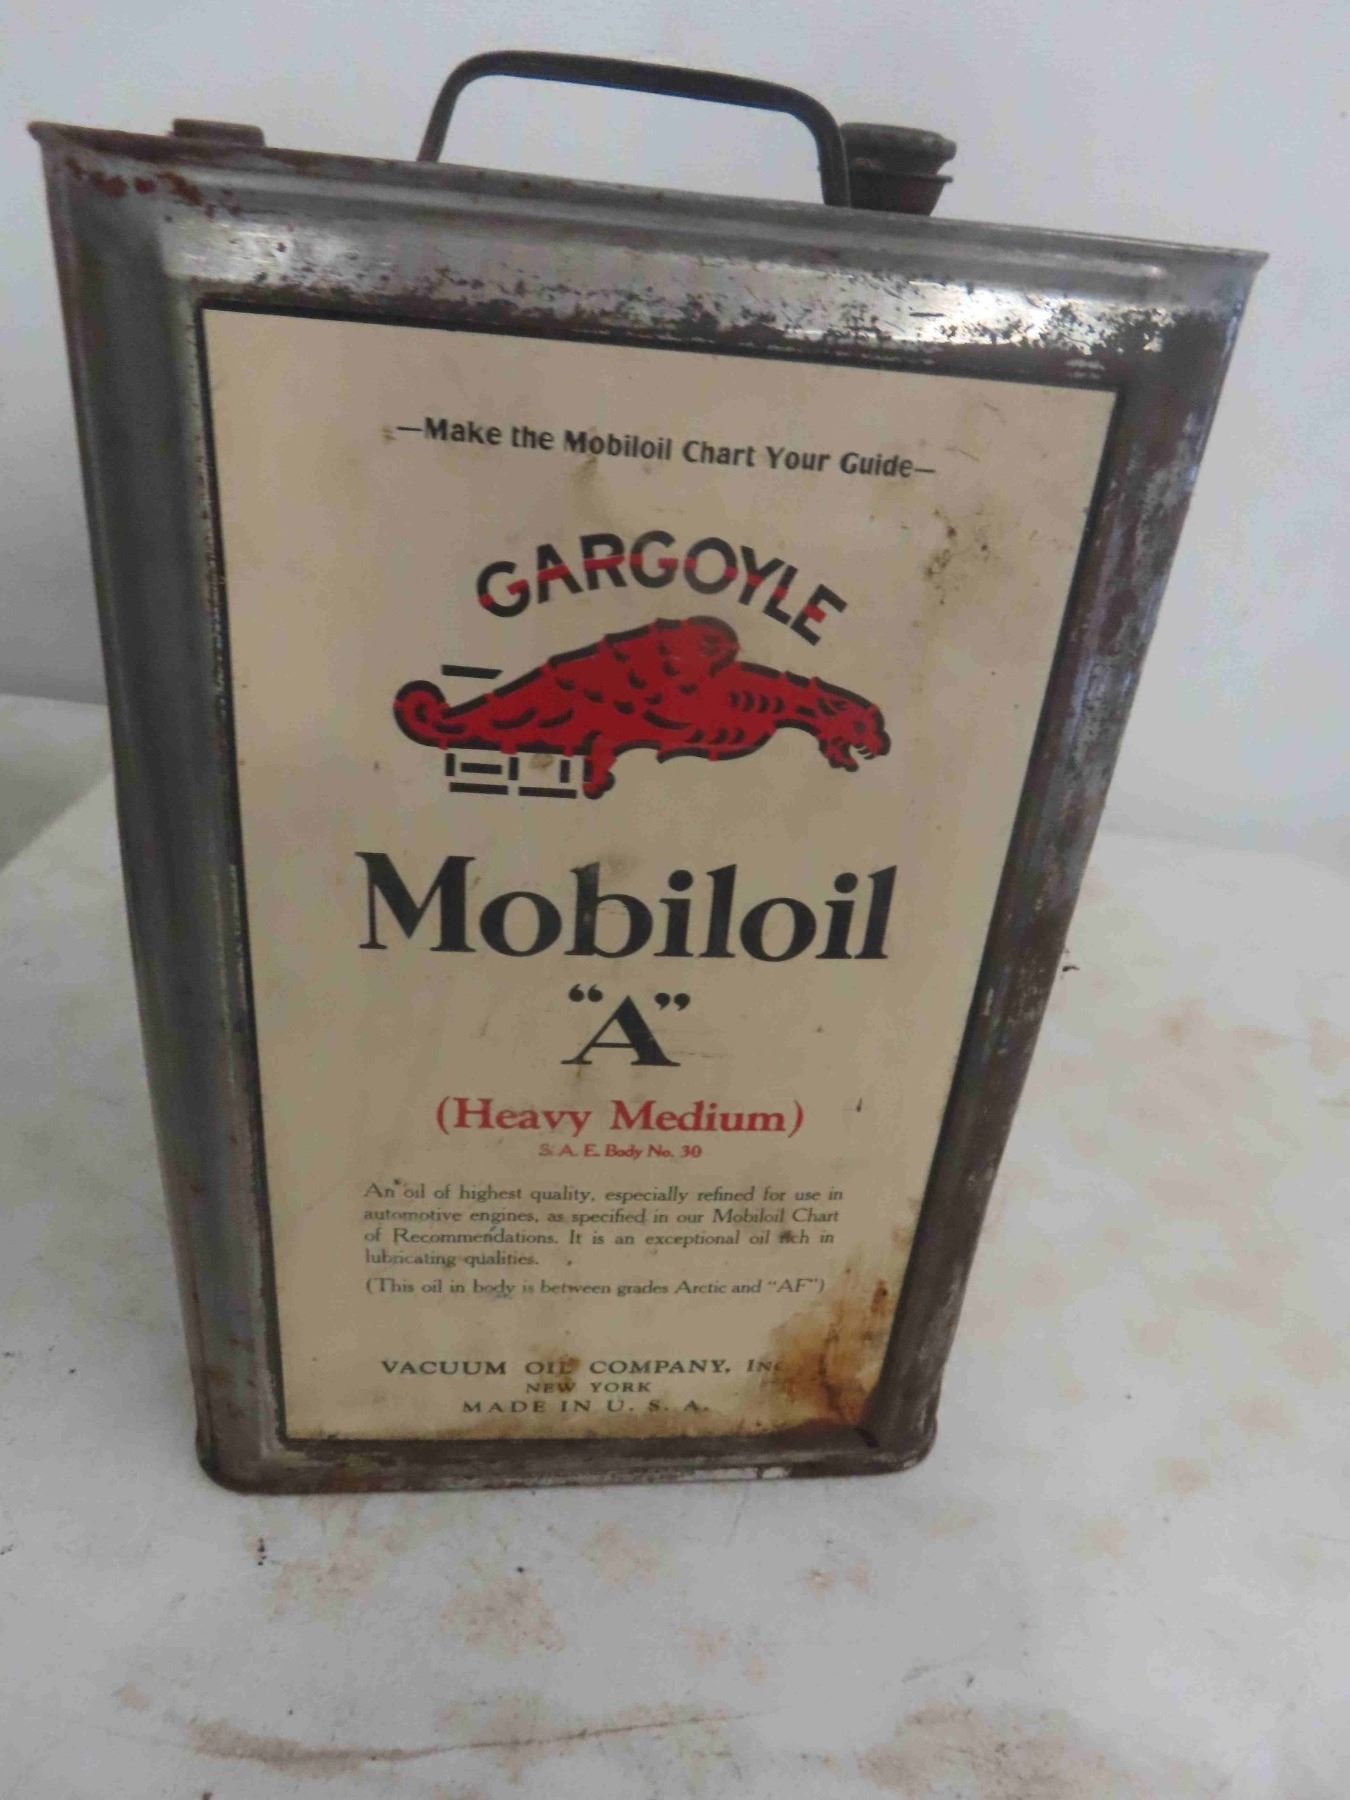 —Make the Mobiloil Chart Your Guide—
GARGOYLE
Mobiloil
“A”
(Heavy Medium)
S. A. E. Body No. 30
An oil of highest quality, especially refined for use in
automotive engines, as specified in our Mobiloil Chart
of Recommendations. It is an exceptional oil rich in
lubricating qualities.
(This oil in body is between grades Arctic and “AF”)
VACUUM OIL COMPANY, INC.
NEW YORK
MADE IN U. S. A.